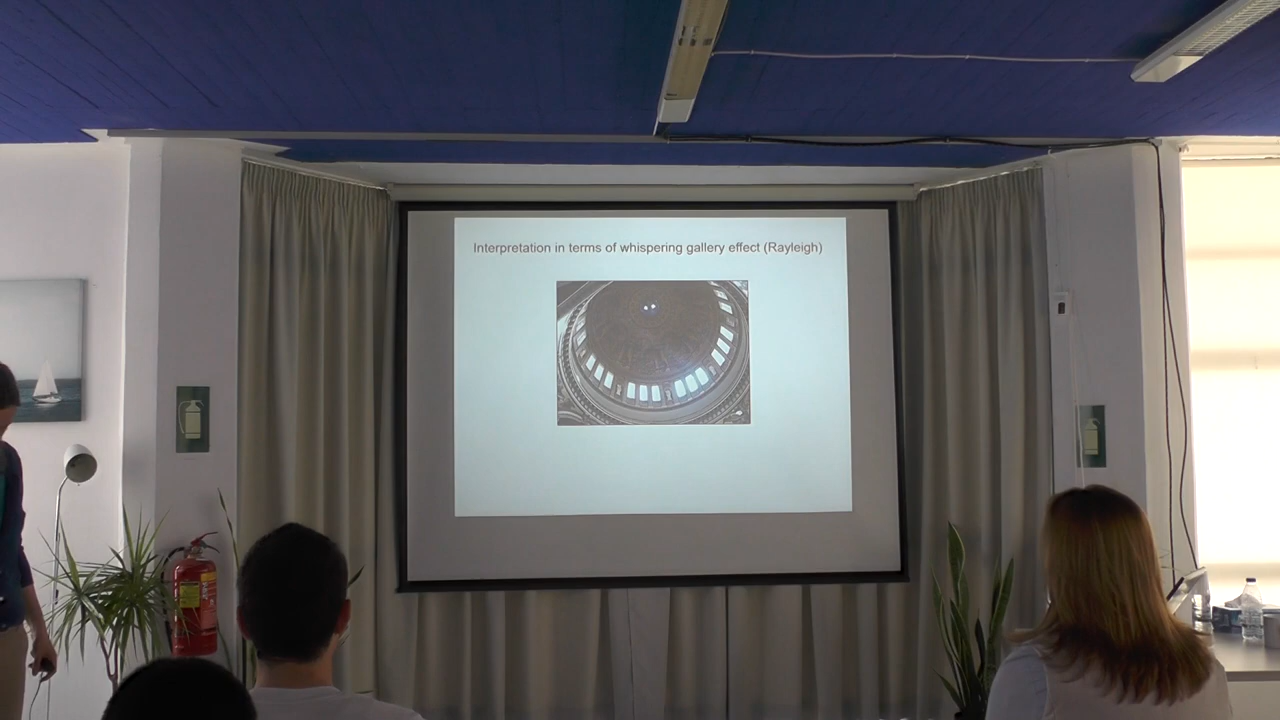 Interpretation in terms of whispering gallery effect (Rayleigh)